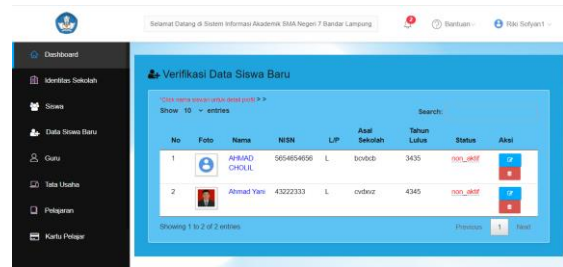 Selamat Datang di Sistem Informasi Akademik SMA Negeri 7 Bandar Lampung
Bantuan
Riki Sofyan1
Dashboard
Identitas Sekolah
Siswa
Data Siswa Baru
Guru
Tata Usaha
Pelajaran
Kartu Pelajar
Verifikasi Data Siswa Baru
*Click nama siswa untuk detail profil > >
Show 10 entries
Search:
No Foto Nama NISN L/P Asal Sekolah Tahun Lulus Status Aksi
1 AHMAD CHOLIL 5654654656 L bcvbcb 3435 non_aktif
2 Ahmad Yani 43222333 L 4345 non_aktif
Showing 1 to 2 of 2 entries
Previous 1 Next